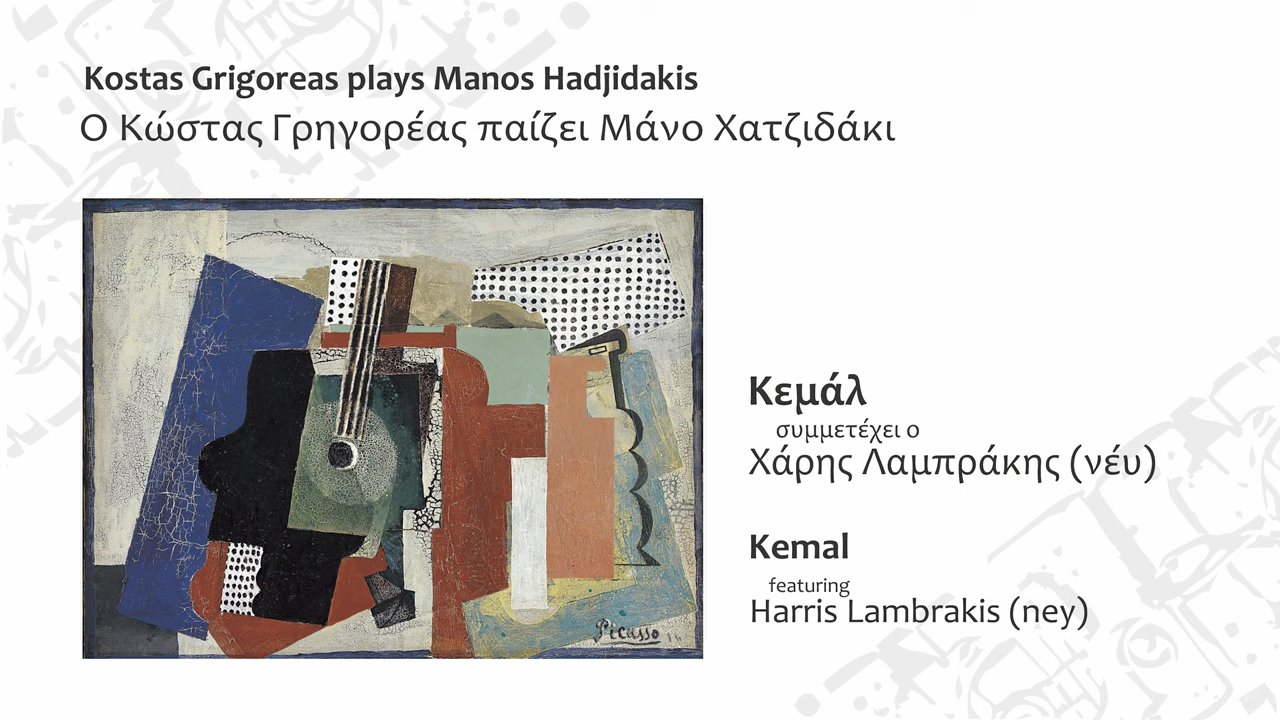 Kostas Grigoreas plays Manos Hadjidakis
Ο Κώστας Γρηγορέας παίζει Μάνο Χατζιδάκι
Κεμάλ
συμμετέχει ο
Χάρης Λαμπράκης (νέυ)
Kemal
featuring
Harris Lambrakis (ney)
Picasso